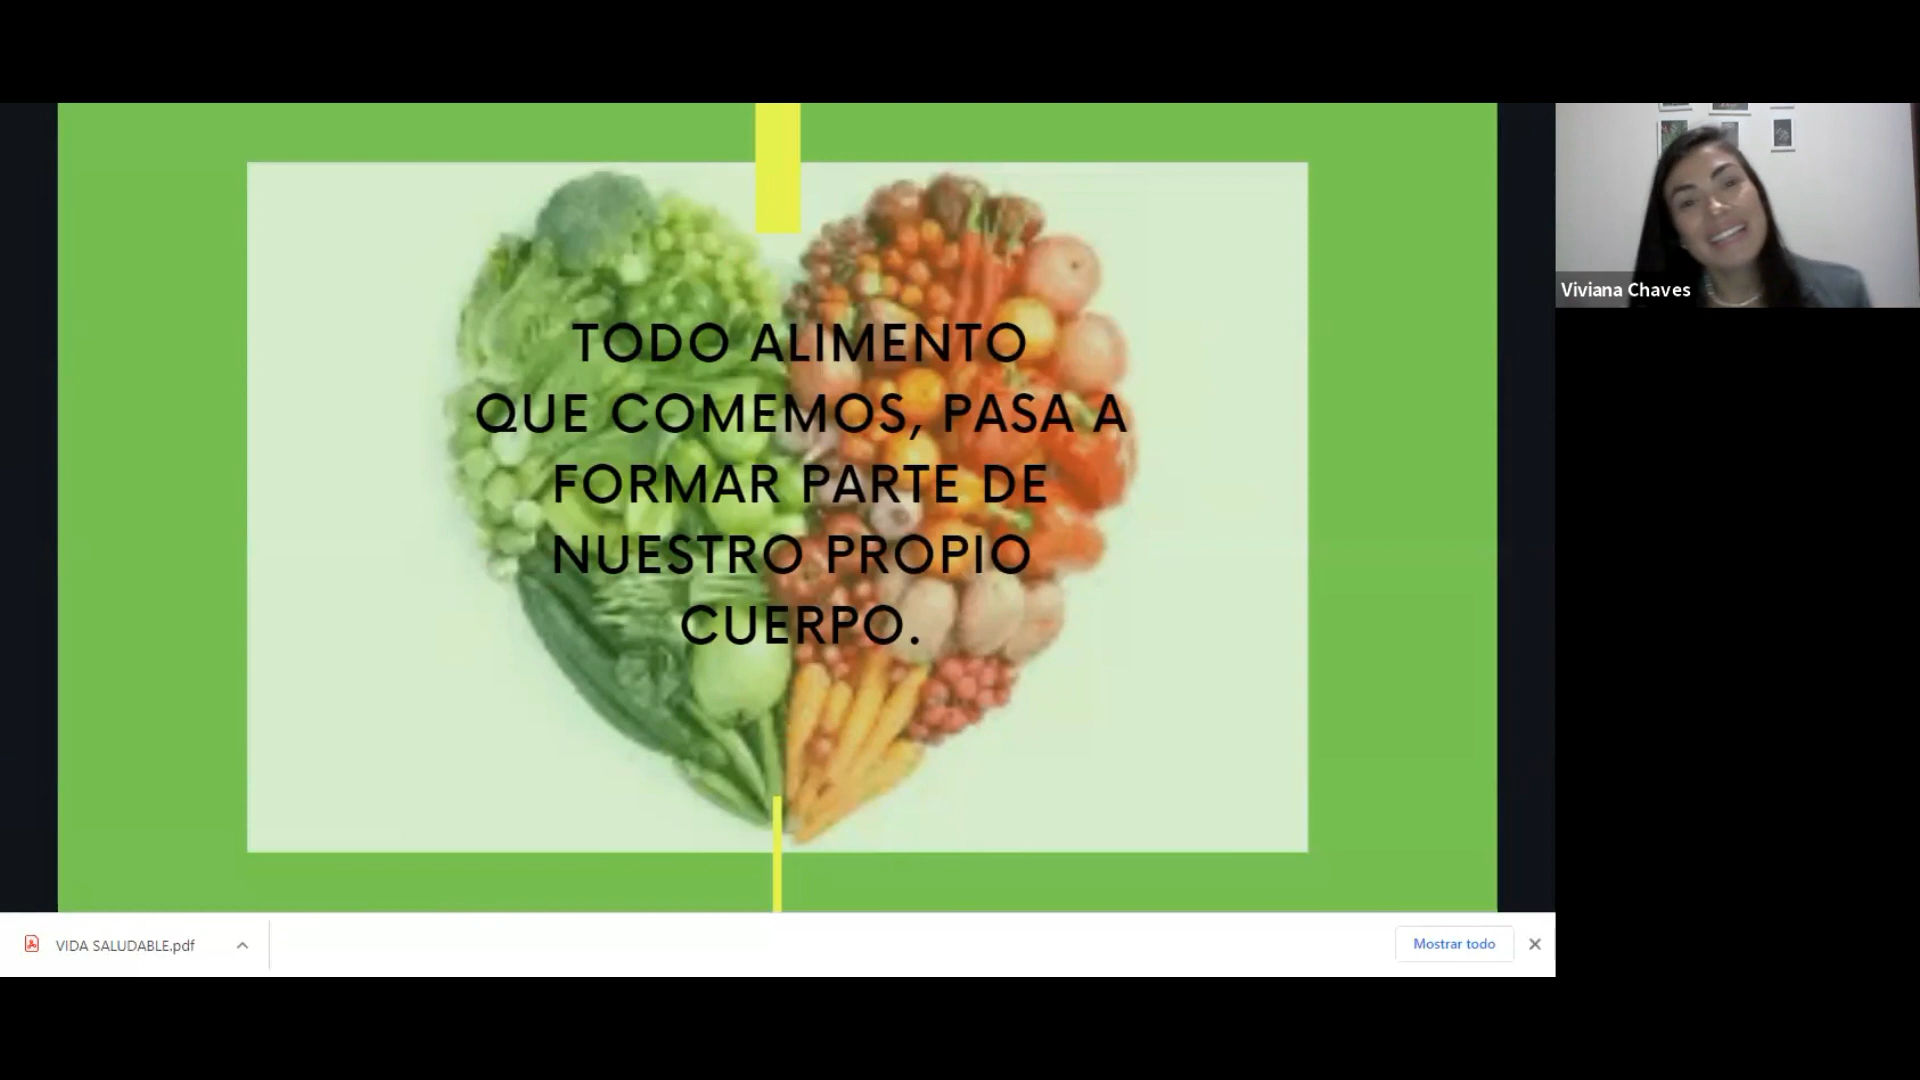 TODO ALIMENTO
QUE COMEMOS, PASA A
FORMAR PARTE DE
NUESTRO PROPIO
CUERPO.
Viviana Chaves
VIDA SALUDABLE.pdf
Mostrar todo